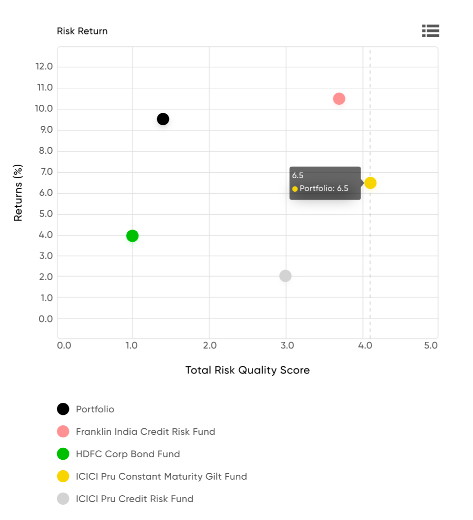 Risk Return
12.0
11.0
10.0
9.0
8.0
7.0
6.0
5.0
4.0
3.0
2.0
1.0
0.0
Returns (%)
6.5
Portfolio: 6.5
0.0 1.0 2.0 3.0 4.0 5.0
Total Risk Quality Score
Portfolio
Franklin India Credit Risk Fund
HDFC Corp Bond Fund
ICICI Pru Constant Maturity Gilt Fund
ICICI Pru Credit Risk Fund